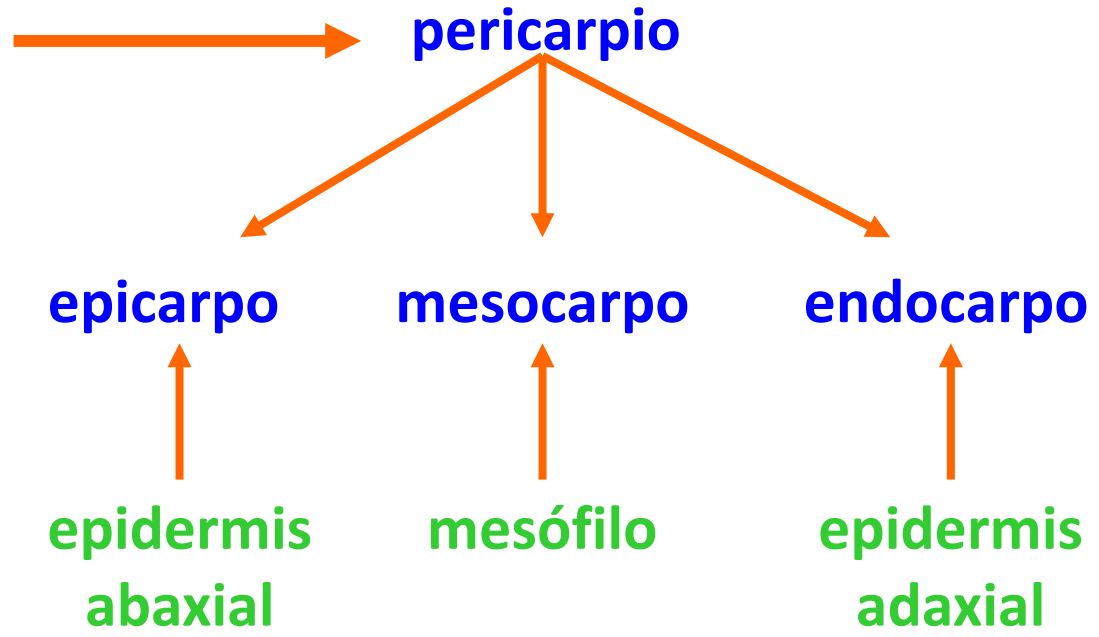 pericarpio
epicarpo mesocarpo endocarpo
epidermis mesófilo epidermis
abaxial adaxial